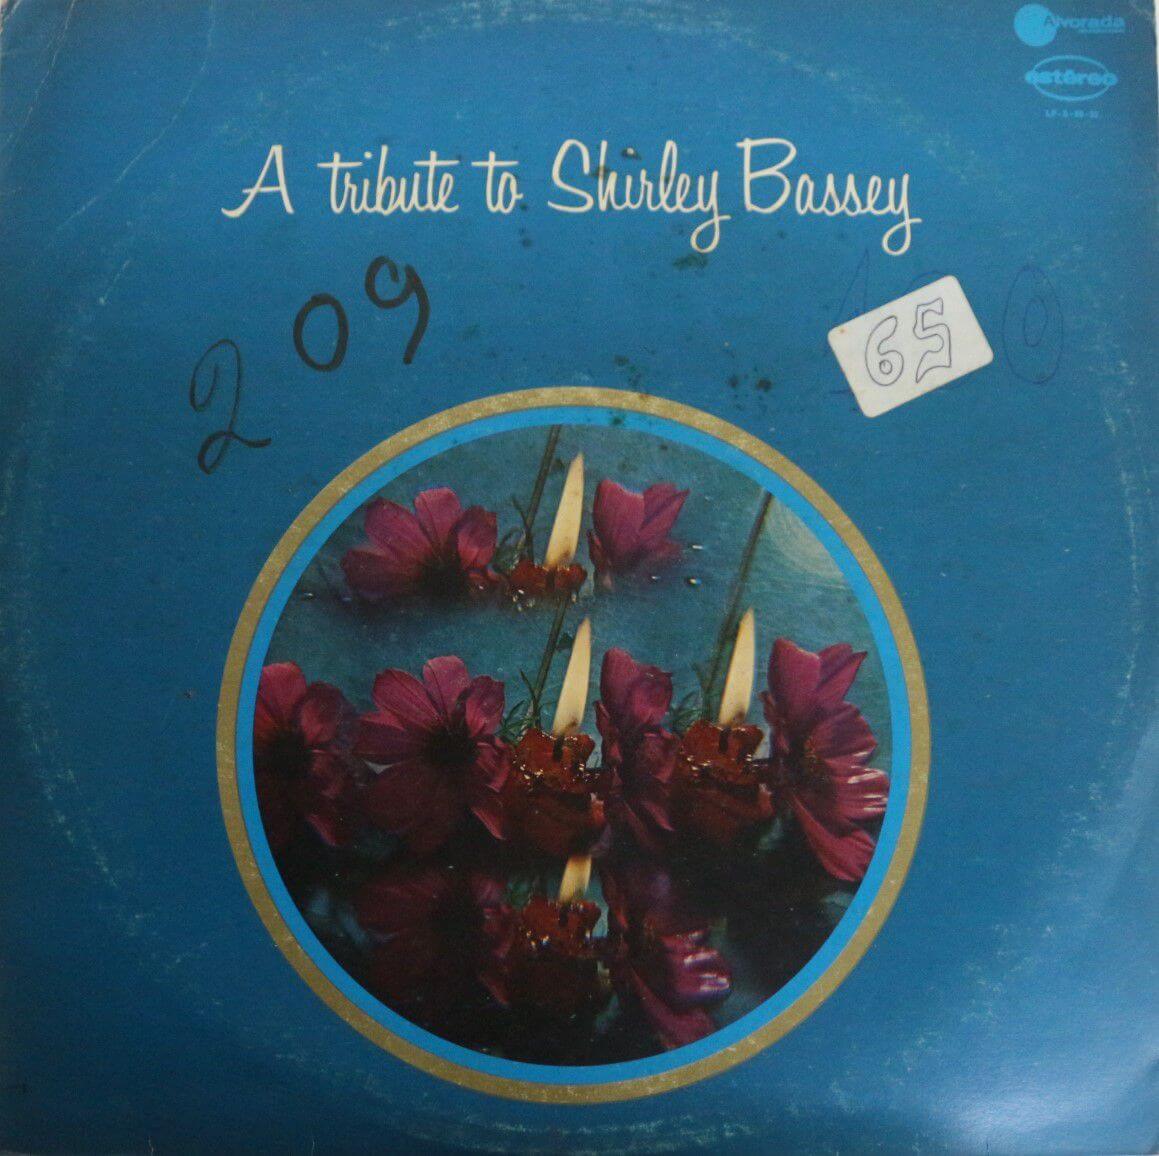 Alvorada
estéreo
A tribute to Shirley Bassey
209
65